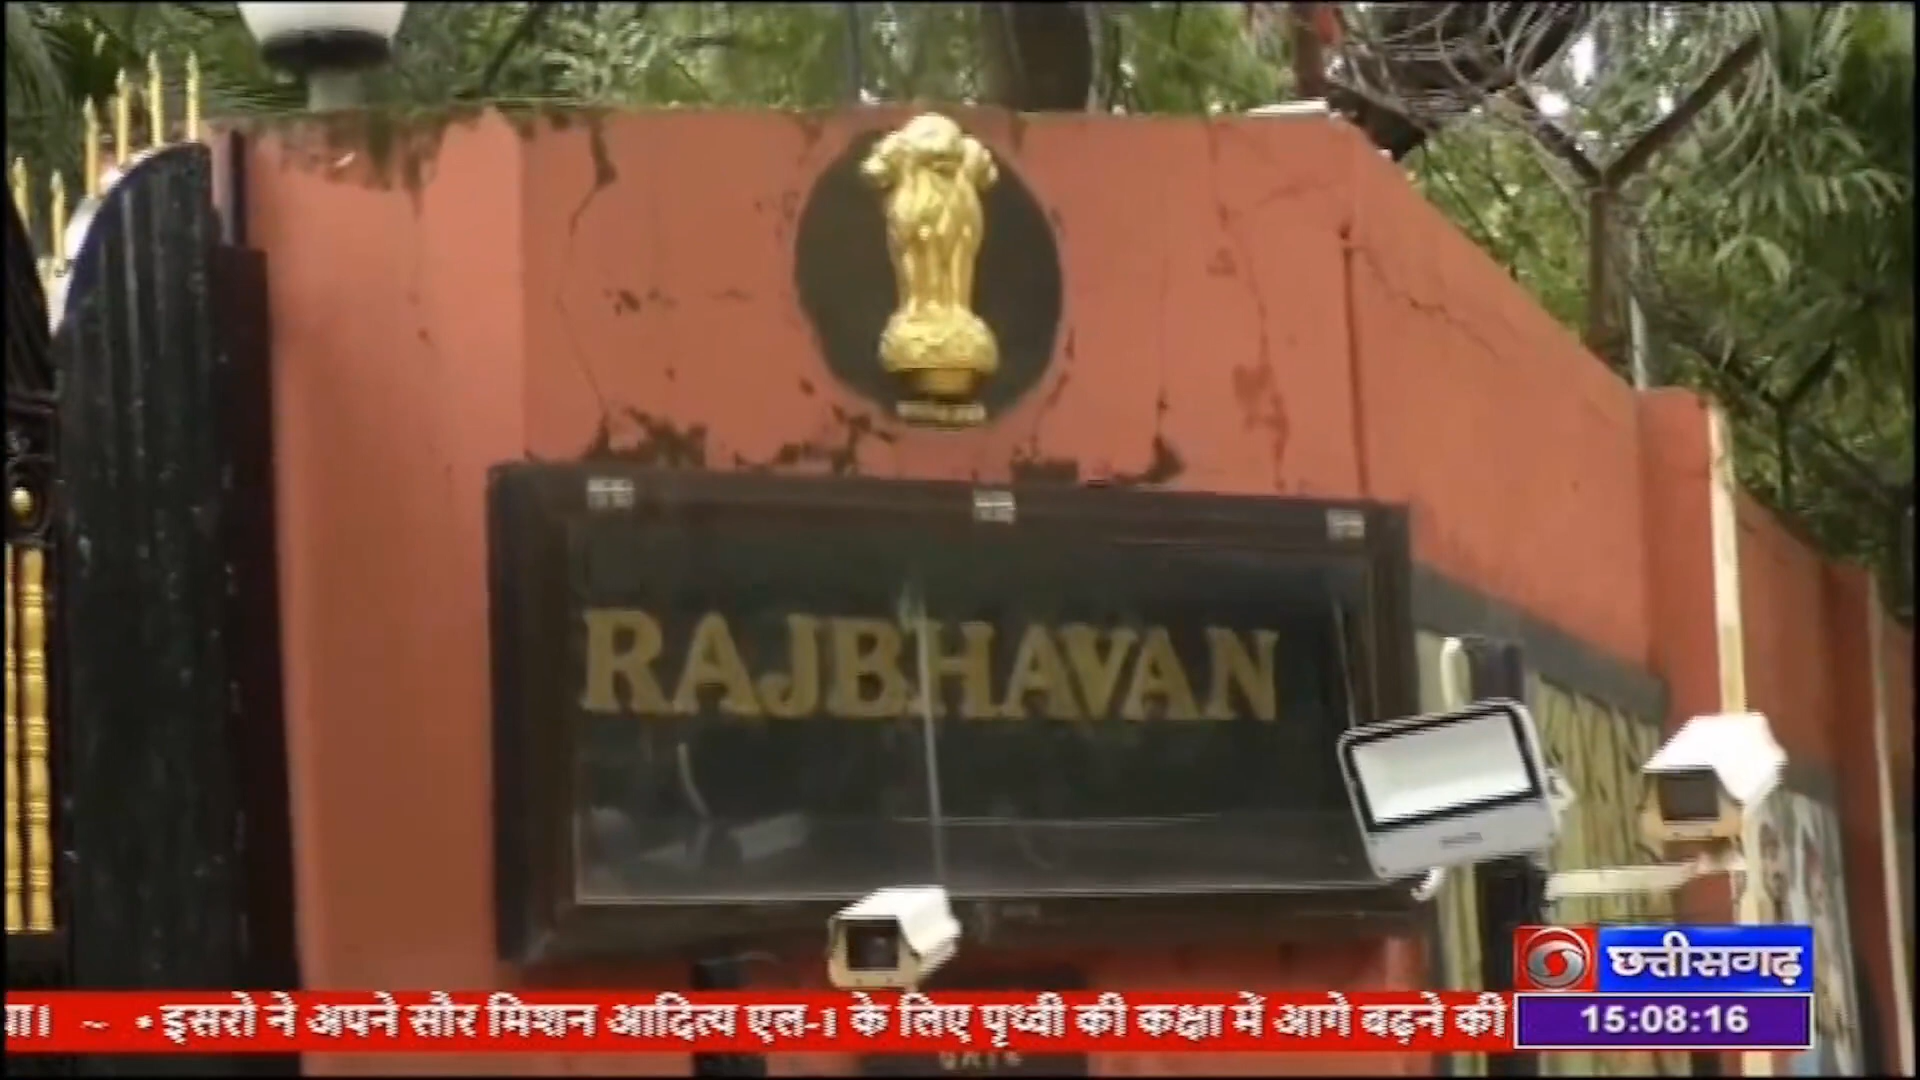 RAJBHAVAN
छत्तीसगढ़
ा। ~ • इसरो ने अपने सौर मिशन आदित्य एल-1 के लिए पृथ्वी की कक्षा में आगे बढ़ने की
15:08:16